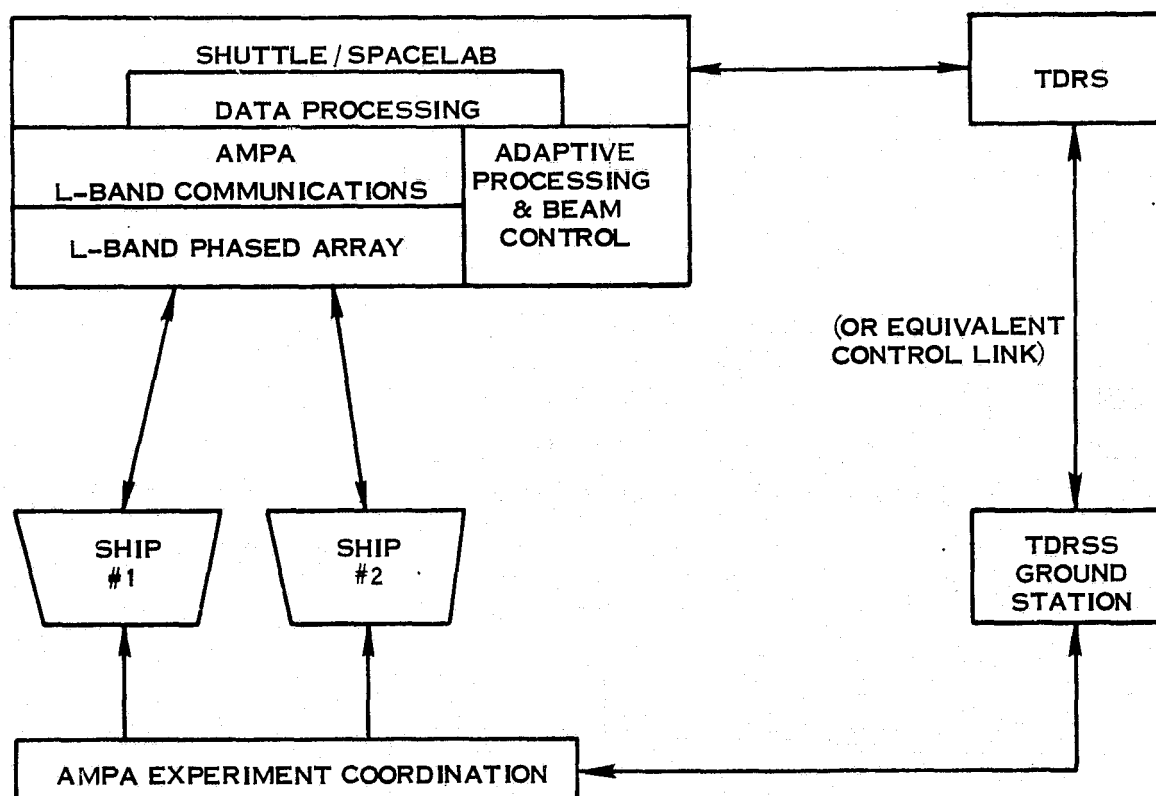 SHUTTLE / SPACELAB
TDRS
DATA PROCESSING
AMPA
L-BAND COMMUNICATIONS
ADAPTIVE
PROCESSING
& BEAM
CONTROL
L-BAND PHASED ARRAY
(OR EQUIVALENT
CONTROL LINK)
SHIP
#1
SHIP
#2
TDRSS
GROUND
STATION
AMPA EXPERIMENT COORDINATION